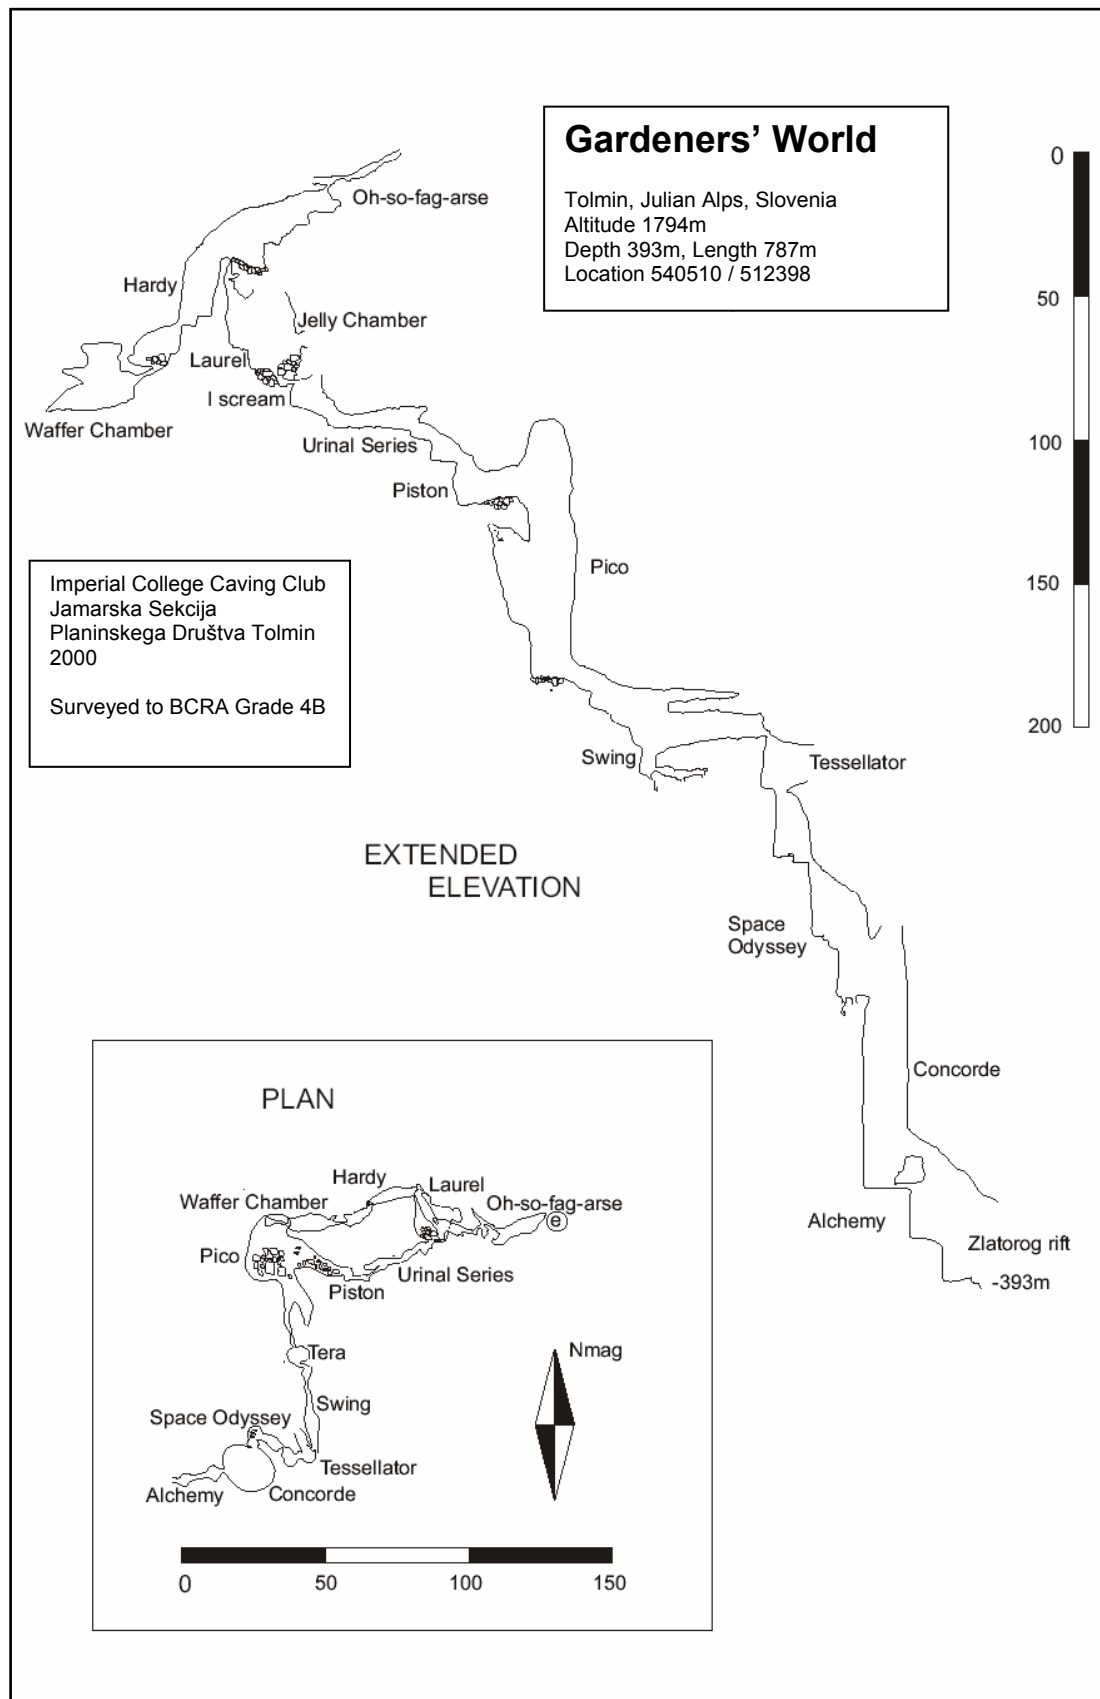 Gardeners' World
Tolmin, Julian Alps, Slovenia
Altitude 1794m
Depth 393m, Length 787m
Location 540510 / 512398
0
50
100
150
200
Oh-so-fag-arse
Hardy
Jelly Chamber
Laurel
I scream
Waffer Chamber
Urinal Series
Piston
Pico
Imperial College Caving Club
Jamarska Sekcija
Planinskega Društva Tolmin
2000
Surveyed to BCRA Grade 4B
Swing
Tessellator
EXTENDED
ELEVATION
Space
Odyssey
Concorde
Alchemy
Zlatorog rift
-393m
PLAN
Hardy
Laurel
Waffer Chamber
Oh-so-fag-arse
e
Pico
Urinal Series
Piston
Tera
Nmag
Swing
Space Odyssey
Tessellator
Alchemy
Concorde
0
50
100
150